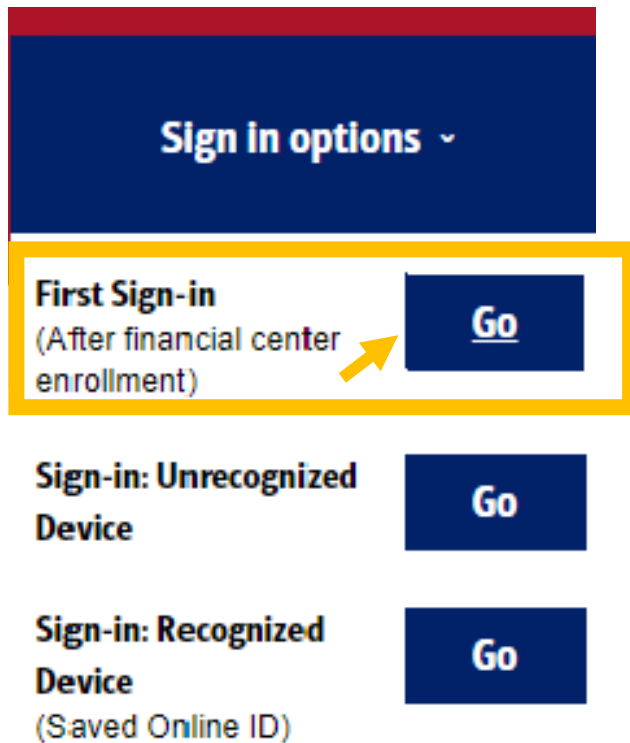 Sign in options
First Sign-in
(After financial center
enrollment)
Go
Sign-in: Unrecognized
Device
Go
Sign-in: Recognized
Device
(Saved Online ID)
Go